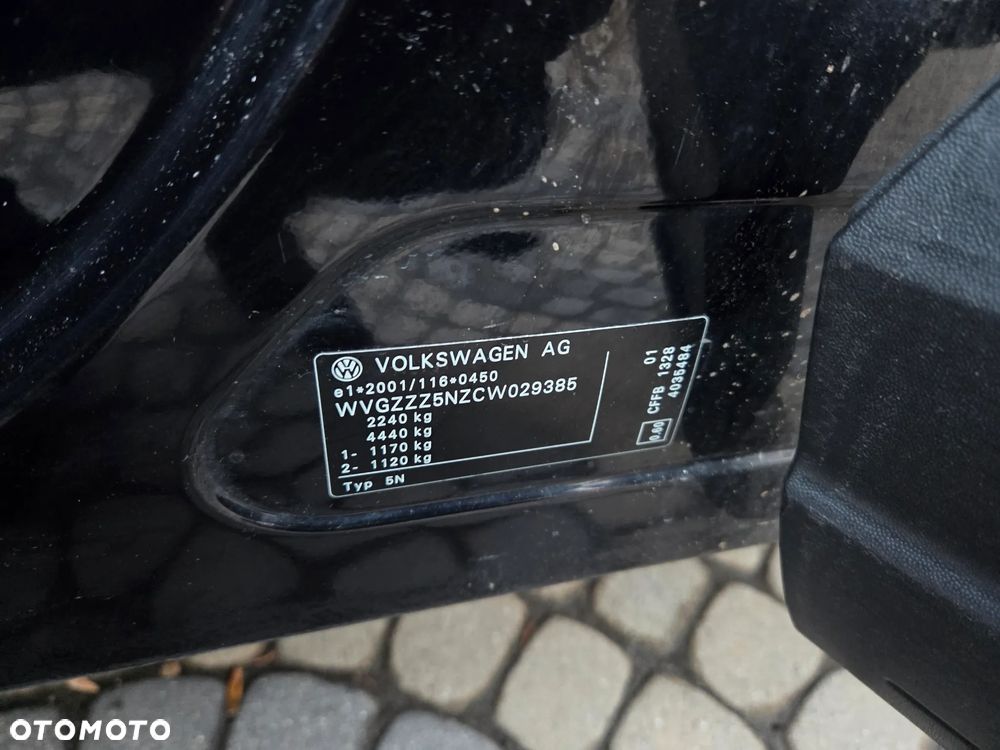 VOLKSWAGEN AG
e1*2001/116*0450
WVGZZZ5NZCW029385
2240 kg
4440 kg
1- 1170 kg
2- 1120 kg
Typ 5N
01
CFFB 1328
4035484
0.60
OTOMOTO